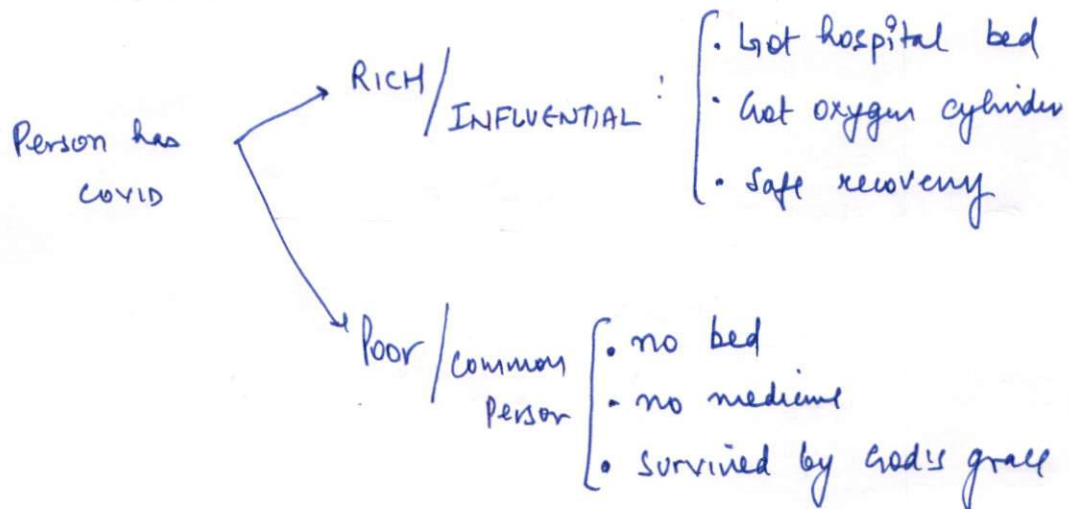 Person has
COVID
RICH/
INFLUENTIAL :
• Got hospital bed
• Got oxygen cylinder
• Safe recovery
Poor/common
Person
• no bed
• no medicine
• survived by God's grace